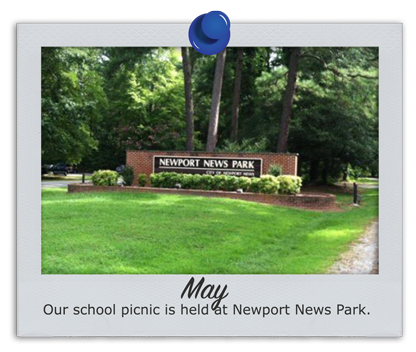 NEWPORT NEWS PARK
CITY OF NEWPORT NEWS
May
Our school picnic is held at Newport News Park.